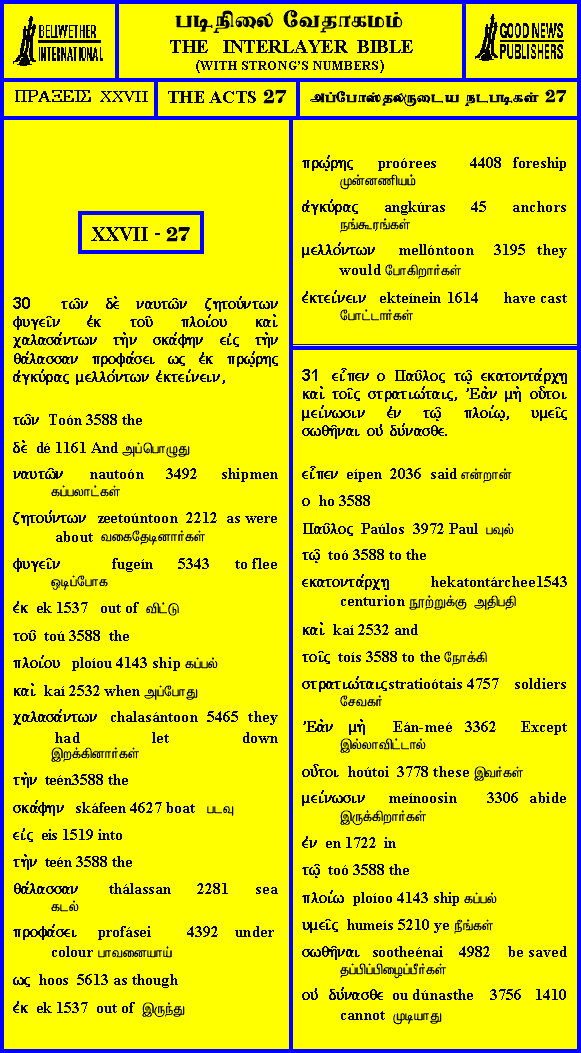 BELLWETHER
INTERNATIONAL
படிநிலை வேதாகமம்
THE INTERLAYER BIBLE
(WITH STRONG'S NUMBERS)
GOOD NEWS
PUBLISHERS
ΠΡΑΞΕΙΣ XXVII
THE ACTS 27
அப்போஸ்தலருடைய நடபடிகள் 27
XXVII - 27
30 τῶν δὲ ναυτῶν ζητούντων
φυγεῖν ἐκ τοῦ πλοίου καὶ
χαλασάντων τὴν σκάφην εἰς τὴν
θάλασσαν προφάσει ως ἐκ πρῴρης
ἀγκύρας μελλόντων ἐκτείνειν,
τῶν Toón 3588 the
δὲ dé 1161 And அப்பொழுது
ναυτῶν nautoón 3492 shipmen
கப்பலாட்கள்
ζητούντων zeetoúntoon 2212 as were
about வகைதேடினார்கள்
φυγεῖν fugeín 5343 to flee
ஓடிப்போக
ἐκ ek 1537 out of விட்டு
τοῦ toú 3588 the
πλοίου ploíou 4143 ship கப்பல்
καὶ kaí 2532 when அப்போது
χαλασάντων chalasántoon 5465 they
had let down
இறக்கினார்கள்
τὴν teén3588 the
σκάφην skáfeen 4627 boat படவு
εἰς eis 1519 into
τὴν teén 3588 the
θάλασσαν thálassan 2281 sea
கடல்
προφάσει profásei 4392 under
colour பாவனையாய்
ως hoos 5613 as though
ἐκ ek 1537 out of இருந்து
πρῴρης proórees 4408 foreship
முன்னணியம்
ἀγκύρας angkúras 45 anchors
நங்கூரங்கள்
μελλόντων mellóntoon 3195 they
would போகிறார்கள்
ἐκτείνειν ekteínein 1614 have cast
போட்டார்கள்
31 εἶπεν ο Παῦλος τῷ εκατοντάρχῃ
καὶ τοῖς στρατιώταις, Ἐὰν μὴ οὗτοι
μείνωσιν ἐν τῷ πλοίῳ, υμεῖς
σωθῆναι οὐ δύνασθε.
εἶπεν eípen 2036 said என்றான்
ο ho 3588
Παῦλος Paúlos 3972 Paul பவுல்
τῷ toó 3588 to the
εκατοντάρχῃ hekatontárchee1543
centurion நூற்றுக்கு அதிபதி
καὶ kaí 2532 and
τοῖς toís 3588 to the நோக்கி
στρατιώταιςstratioótais 4757 soldiers
சேவகர்
Ἐὰν μὴ Eán-meé 3362 Except
இல்லாவிட்டால்
οὗτοι hoútoi 3778 these இவர்கள்
μείνωσιν meínoosin 3306 abide
இருக்கிறார்கள்
ἐν en 1722 in
τῷ toó 3588 the
πλοίω ploíoo 4143 ship கப்பல்
υμεῖς humeís 5210 ye நீங்கள்
σωθῆναι sootheénai 4982 be saved
தப்பிப்பிழைப்பீர்கள்
οὐ δύνασθε ou dúnasthe 3756 1410
cannot முடியாது